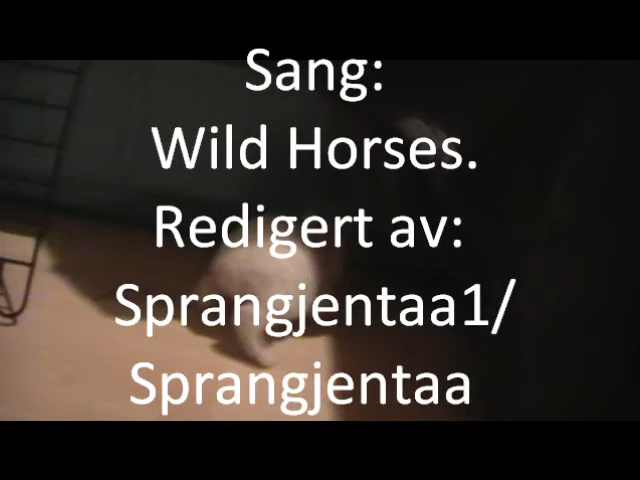 Sang:
Wild Horses.
Redigert av:
Sprangjentaa1/
Sprangjentaa